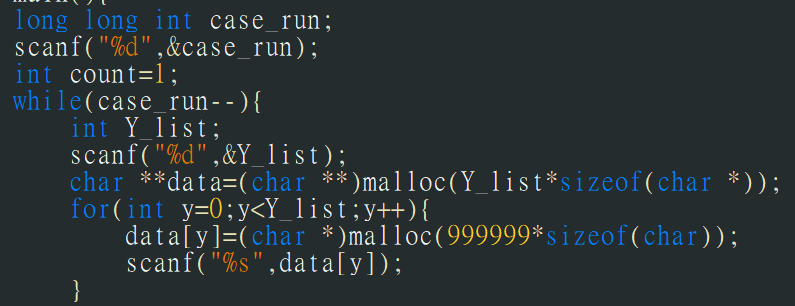 long long int case_run;
scanf("%d",&case_run);
int count=1;
while(case_run--){
int Y_list;
scanf("%d",&Y_list);
char **data=(char **)malloc(Y_list*sizeof(char *));
for(int y=0;y<Y_list;y++){
data[y]=(char *)malloc(999999*sizeof(char));
scanf("%s",data[y]);
}